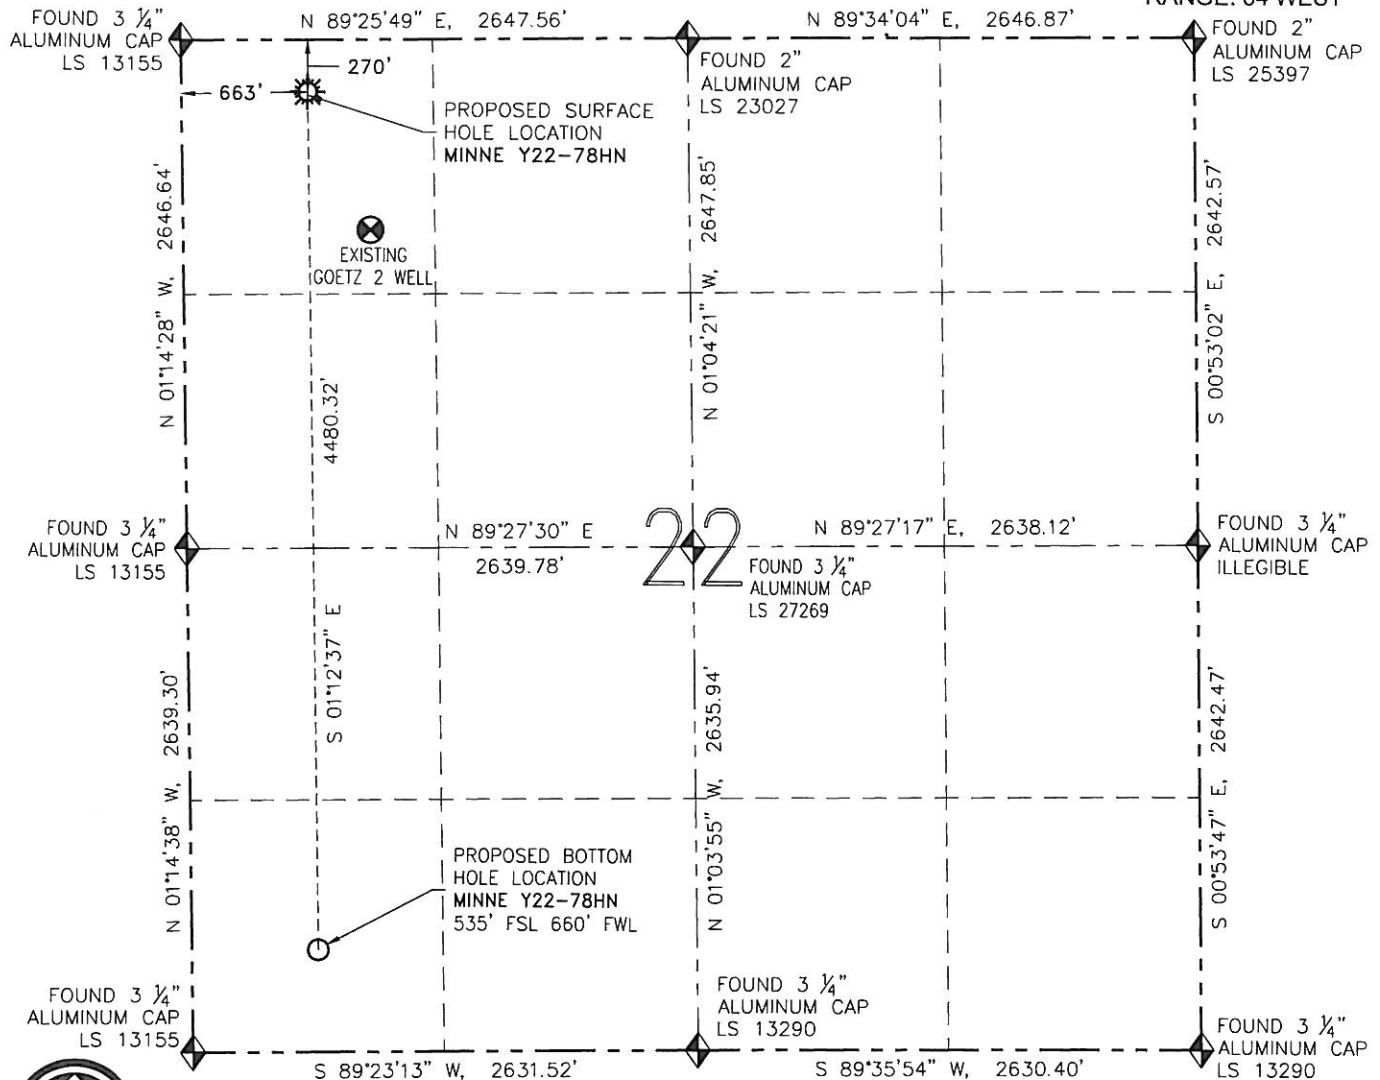 RANGE: 64 WEST
FOUND 3 ¼"
ALUMINUM CAP
LS 13155
N 89°25'49" E, 2647.56'
N 89°34'04" E, 2646.87'
FOUND 2"
ALUMINUM CAP
LS 23027
FOUND 2"
ALUMINUM CAP
LS 25397
270'
663'
PROPOSED SURFACE
HOLE LOCATION
MINNE Y22-78HN
EXISTING
GOETZ 2 WELL
N 01°14'28" W, 2646.64'
4480.32'
S 01°12'37" E
N 01°04'21" W, 2647.85'
S 00°53'02" E, 2642.57'
FOUND 3 ¼"
ALUMINUM CAP
LS 13155
N 89°27'30" E
2639.78'
22
N 89°27'17" E, 2638.12'
FOUND 3 ¼"
ALUMINUM CAP
LS 27269
FOUND 3 ¼"
ALUMINUM CAP
ILLEGIBLE
N 01°14'38" W, 2639.30'
N 01°03'55" W, 2635.94'
S 00°53'47" E, 2642.47'
PROPOSED BOTTOM
HOLE LOCATION
MINNE Y22-78HN
535' FSL 660' FWL
FOUND 3 ¼"
ALUMINUM CAP
LS 13155
FOUND 3 ¼"
ALUMINUM CAP
LS 13290
FOUND 3 ¼"
ALUMINUM CAP
LS 13290
S 89°23'13" W, 2631.52'
S 89°35'54" W, 2630.40'